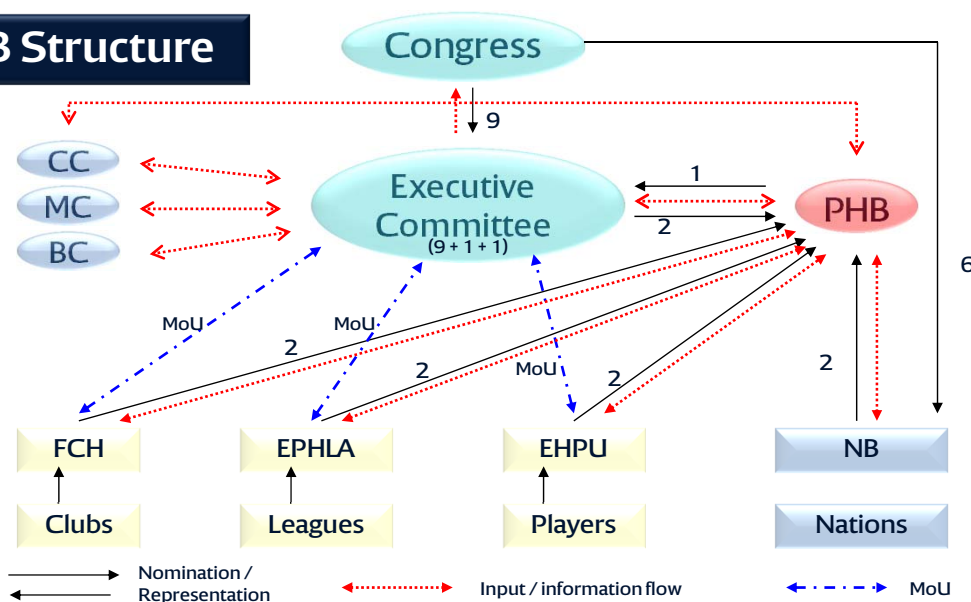 B Structure
Congress
9
CC
MC
BC
Executive
Committee
(9 + 1 + 1)
1
2
PHB
6
MoU
MoU
MoU
2
2
2
2
FCH
EPHLA
EHPU
NB
Clubs
Leagues
Players
Nations
Nomination /
Representation
Input / information flow
MoU